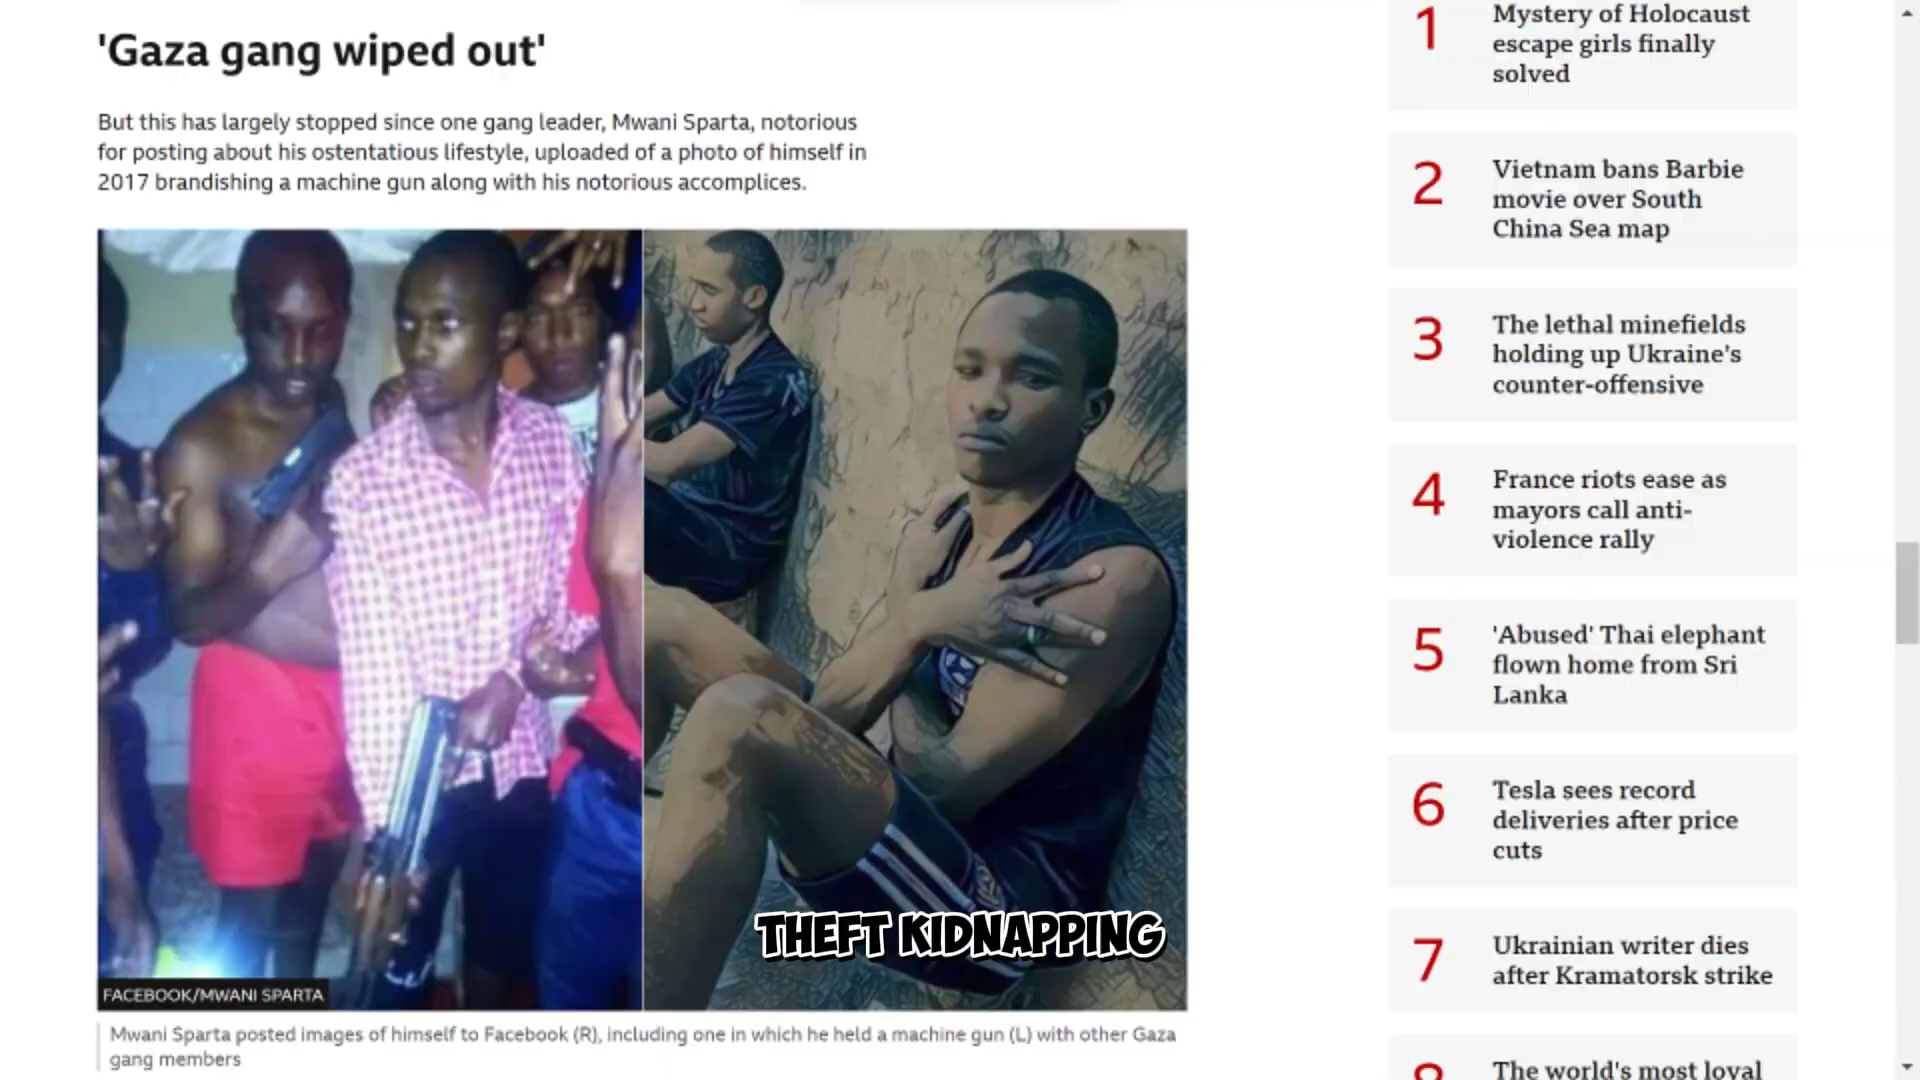 'Gaza gang wiped out'
But this has largely stopped since one gang leader, Mwani Sparta, notorious
for posting about his ostentatious lifestyle, uploaded of a photo of himself in
2017 brandishing a machine gun along with his notorious accomplices.
THEFT KIDNAPPING
FACEBOOK/MWANI SPARTA
Mwani Sparta posted images of himself to Facebook (R), including one in which he held a machine gun (L) with other Gaza
gang members
1
Mystery of Holocaust
escape girls finally
solved
2
Vietnam bans Barbie
movie over South
China Sea map
3
The lethal minefields
holding up Ukraine's
counter-offensive
4
France riots ease as
mayors call anti-
violence rally
5
'Abused' Thai elephant
flown home from Sri
Lanka
6
Tesla sees record
deliveries after price
cuts
7
Ukrainian writer dies
after Kramatorsk strike
8
The world's most loyal